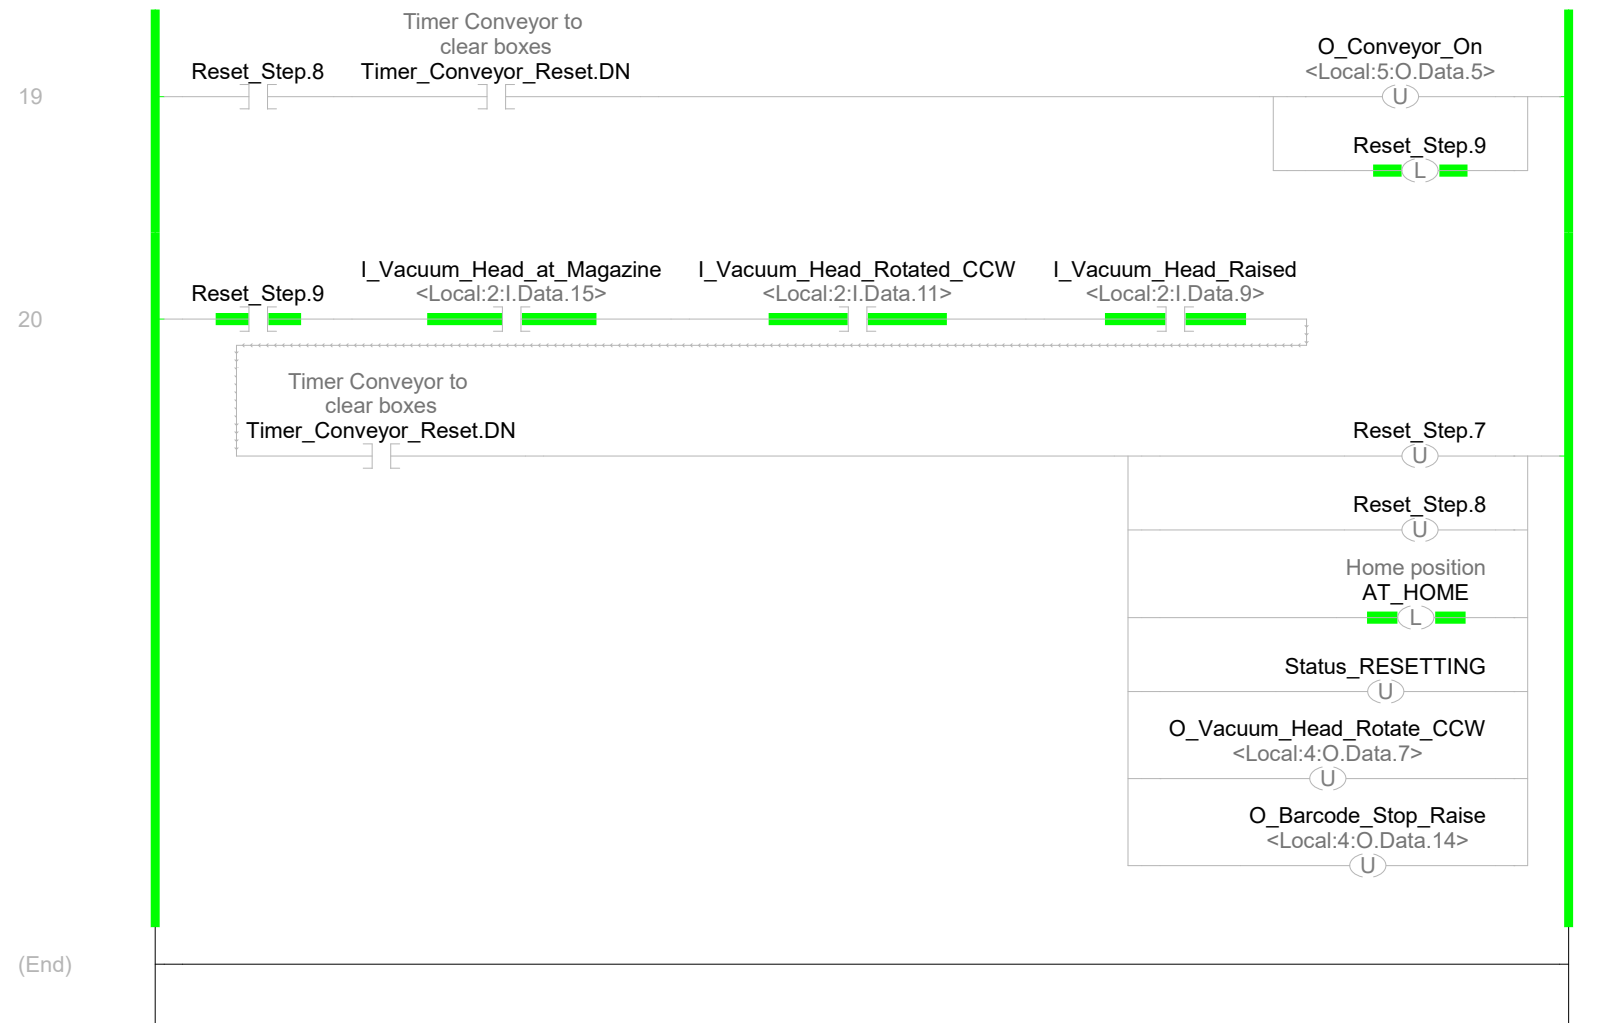 Timer Conveyor to
clear boxes
Reset_Step.8
Timer_Conveyor_Reset.DN
O_Conveyor_On
<Local:5:O.Data.5>
19
U
Reset_Step.9
L
Reset_Step.9
I_Vacuum_Head_at_Magazine
<Local:2:I.Data.15>
I_Vacuum_Head_Rotated_CCW
<Local:2:I.Data.11>
I_Vacuum_Head_Raised
<Local:2:I.Data.9>
20
Timer Conveyor to
clear boxes
Timer_Conveyor_Reset.DN
Reset_Step.7
U
Reset_Step.8
U
Home position
AT_HOME
L
Status_RESETTING
U
O_Vacuum_Head_Rotate_CCW
<Local:4:O.Data.7>
U
O_Barcode_Stop_Raise
<Local:4:O.Data.14>
U
(End)